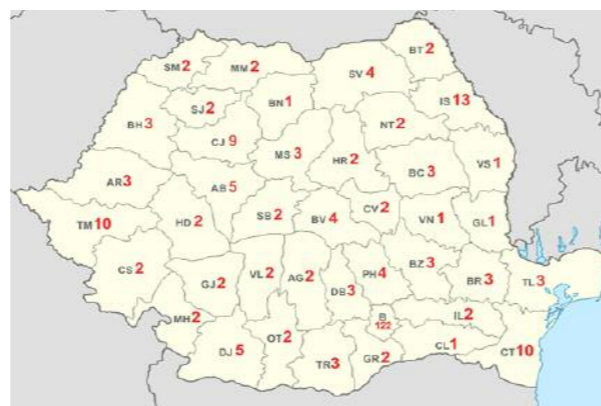 BT 2
SM 2
MM 2
SV 4
IS 13
SJ 2
BN 1
BH 3
NT 2
CJ 9
MS 3
HR 2
BC 3
VS 1
AR 3
AB 5
TM 10
HD 2
SB 2
BV 4
CV 2
VN 1
GL 1
CS 2
GJ 2
VL 2
AG 2
DB 3
PH 4
BZ 3
BR 3
TL 3
MH 2
DJ 5
OT 2
TR 3
B
122
GR 2
IL 2
CL 1
CT 10